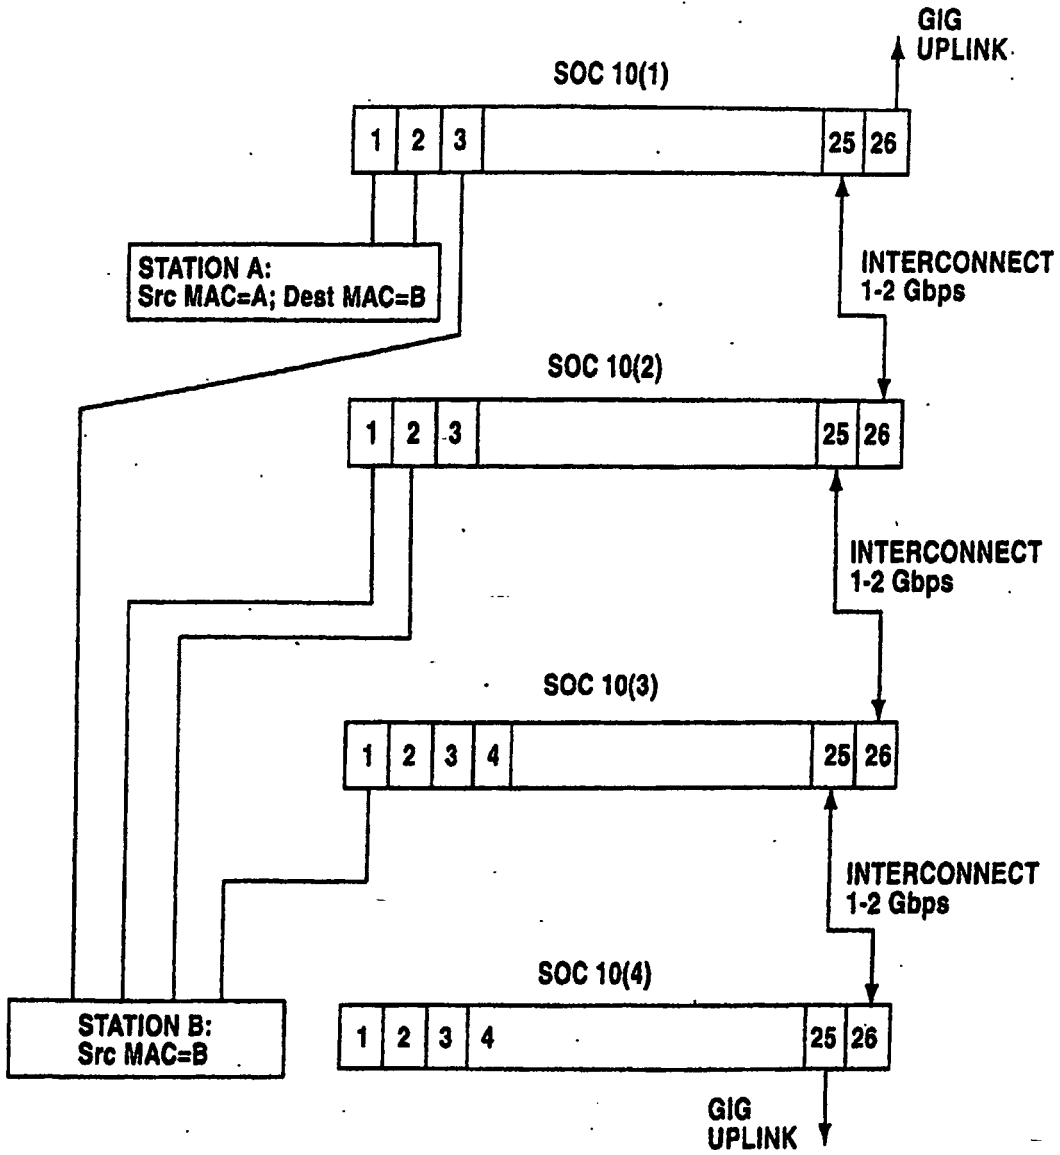 GIG
UPLINK
SOC 10(1)
1 2 3 25 26
STATION A:
Src MAC=A; Dest MAC=B
INTERCONNECT
1-2 Gbps
SOC 10(2)
1 2 3 25 26
INTERCONNECT
1-2 Gbps
SOC 10(3)
1 2 3 4 25 26
INTERCONNECT
1-2 Gbps
SOC 10(4)
1 2 3 4 25 26
STATION B:
Src MAC=B
GIG
UPLINK